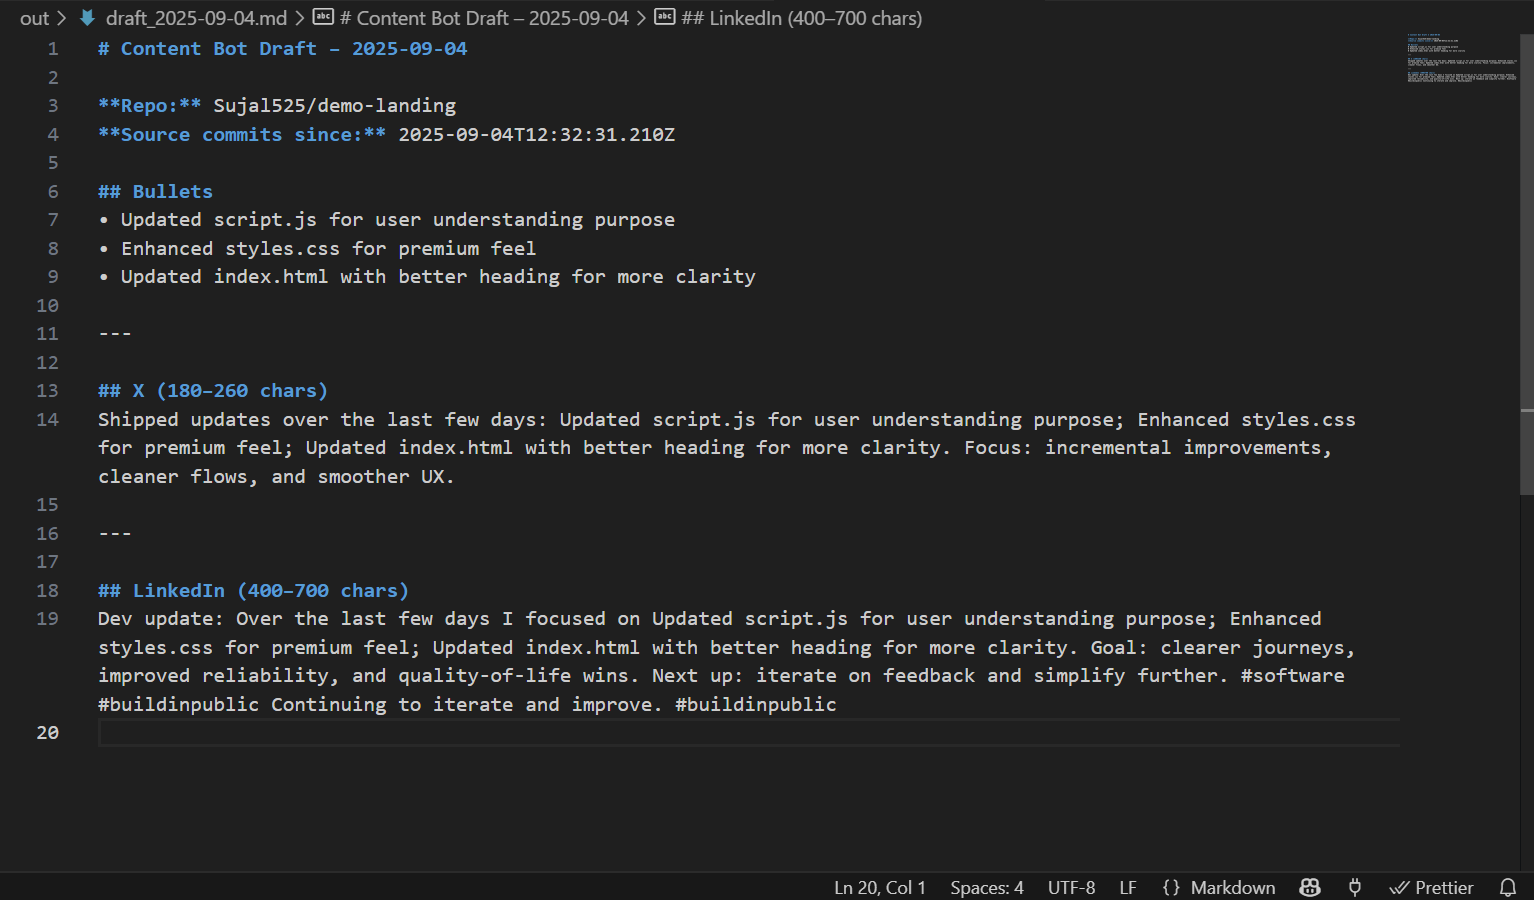 out > draft_2025-09-04.md > # Content Bot Draft – 2025-09-04 > ## LinkedIn (400–700 chars)
1 # Content Bot Draft – 2025-09-04
2
3 **Repo:** Sujal525/demo-landing
4 **Source commits since:** 2025-09-04T12:32:31.210Z
5
6 ## Bullets
7 • Updated script.js for user understanding purpose
8 • Enhanced styles.css for premium feel
9 • Updated index.html with better heading for more clarity
10
11 ---
12
13 ## X (180–260 chars)
14 Shipped updates over the last few days: Updated script.js for user understanding purpose; Enhanced styles.css
for premium feel; Updated index.html with better heading for more clarity. Focus: incremental improvements,
cleaner flows, and smoother UX.
15
16 ---
17
18 ## LinkedIn (400–700 chars)
19 Dev update: Over the last few days I focused on Updated script.js for user understanding purpose; Enhanced
styles.css for premium feel; Updated index.html with better heading for more clarity. Goal: clearer journeys,
improved reliability, and quality-of-life wins. Next up: iterate on feedback and simplify further. #software
#buildinpublic Continuing to iterate and improve. #buildinpublic
20
Ln 20, Col 1 Spaces: 4 UTF-8 LF {} Markdown Prettier